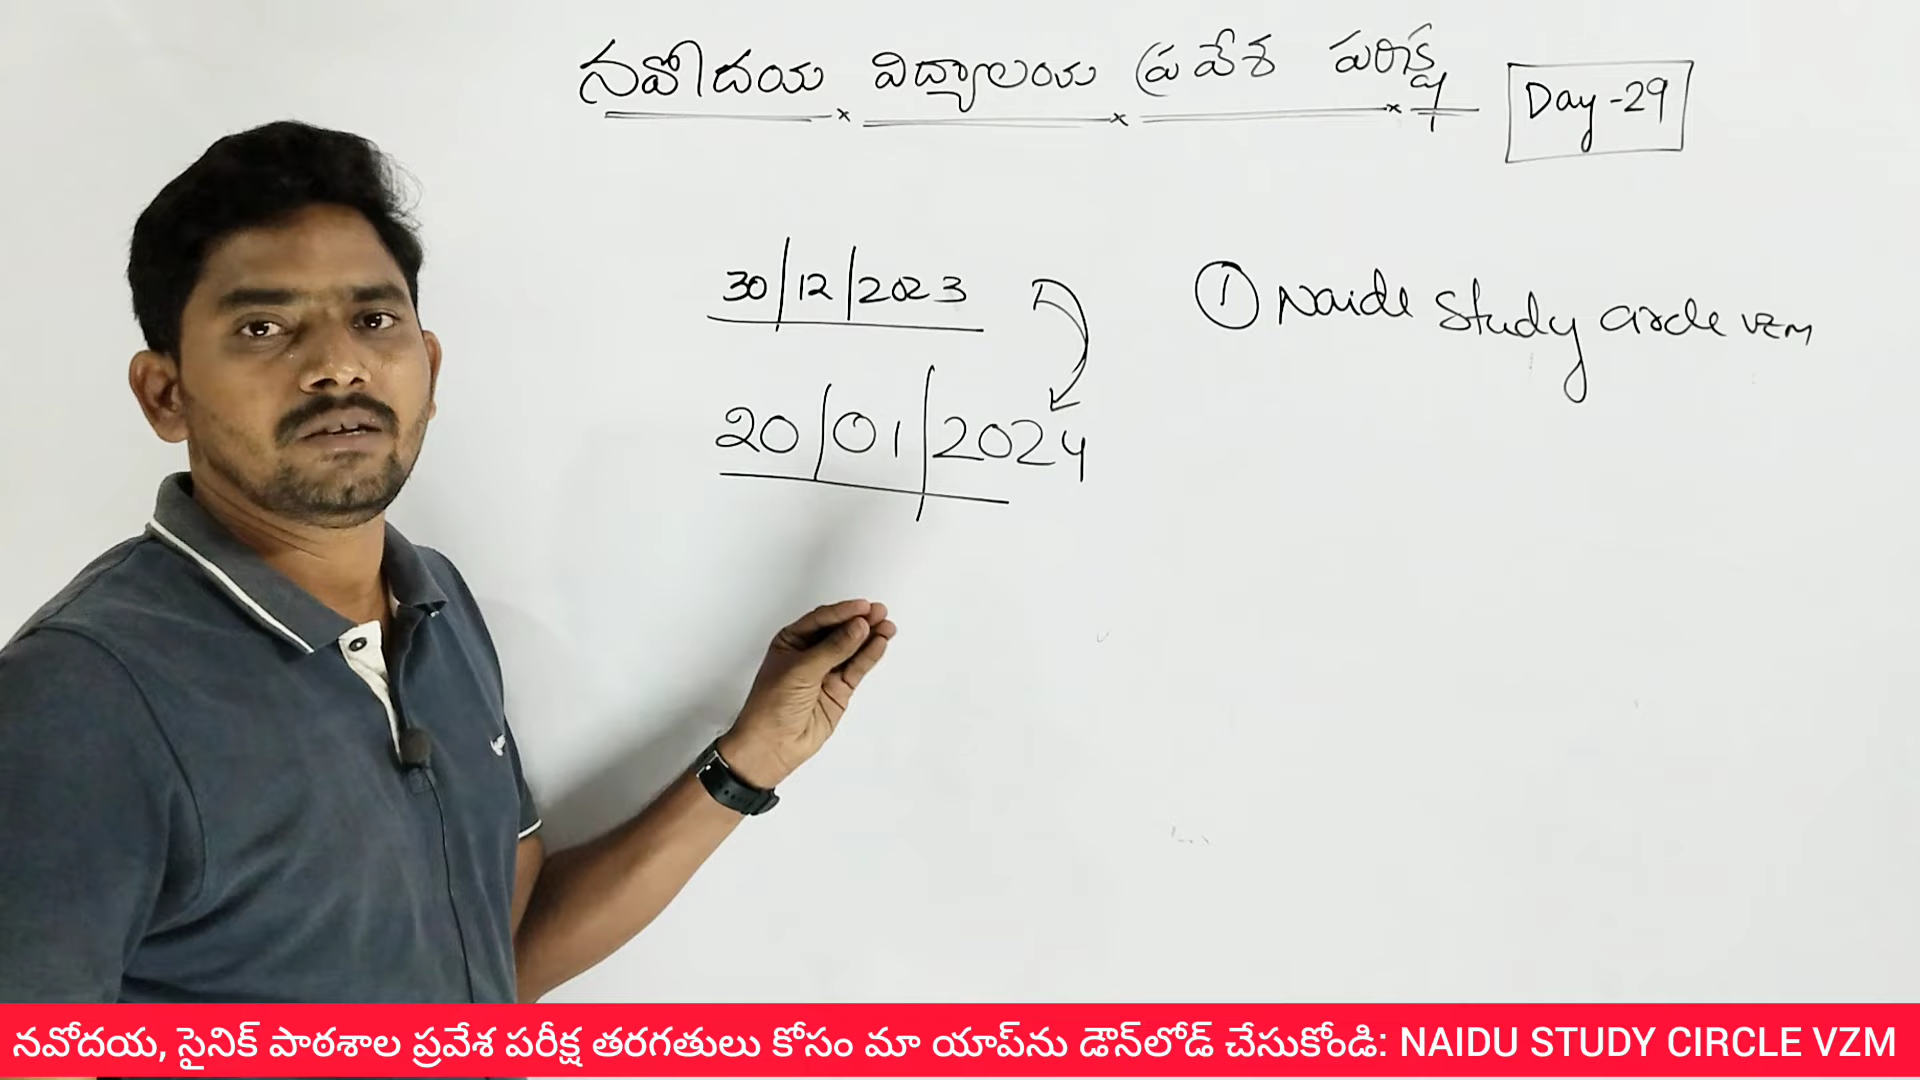 నవోదయ విద్యాలయ ప్రవేశ పరీక్ష
Day-29
30/12/2023
20/01/2024
① Naidu Study circle VZM
నవోదయ, సైనిక్ పాఠశాల ప్రవేశ పరీక్ష తరగతులు కోసం మా యాప్‌ను డౌన్‌లోడ్ చేసుకోండి: NAIDU STUDY CIRCLE VZM